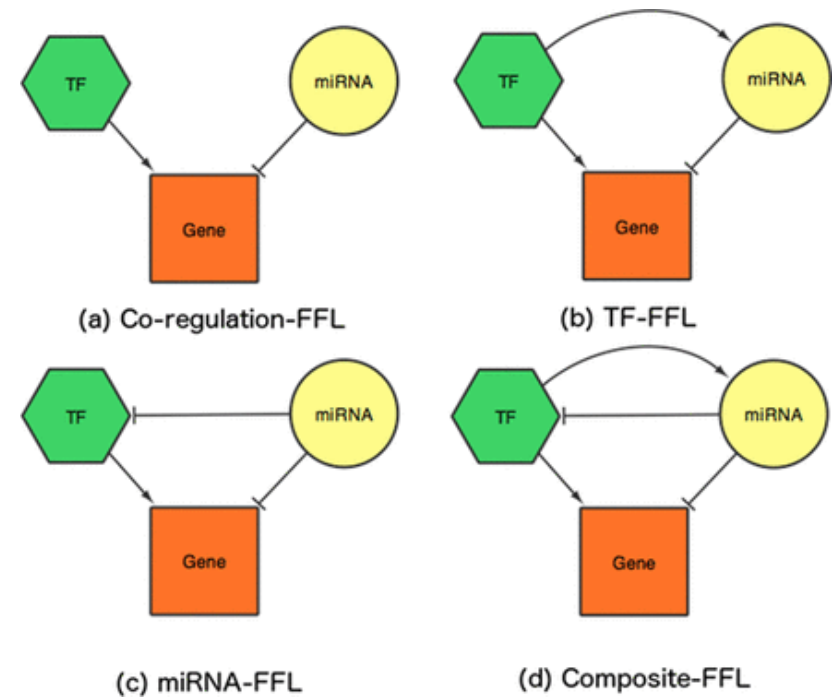 TF
miRNA
Gene
(a) Co-regulation-FFL
TF
miRNA
Gene
(b) TF-FFL
TF
miRNA
Gene
(c) miRNA-FFL
TF
miRNA
Gene
(d) Composite-FFL